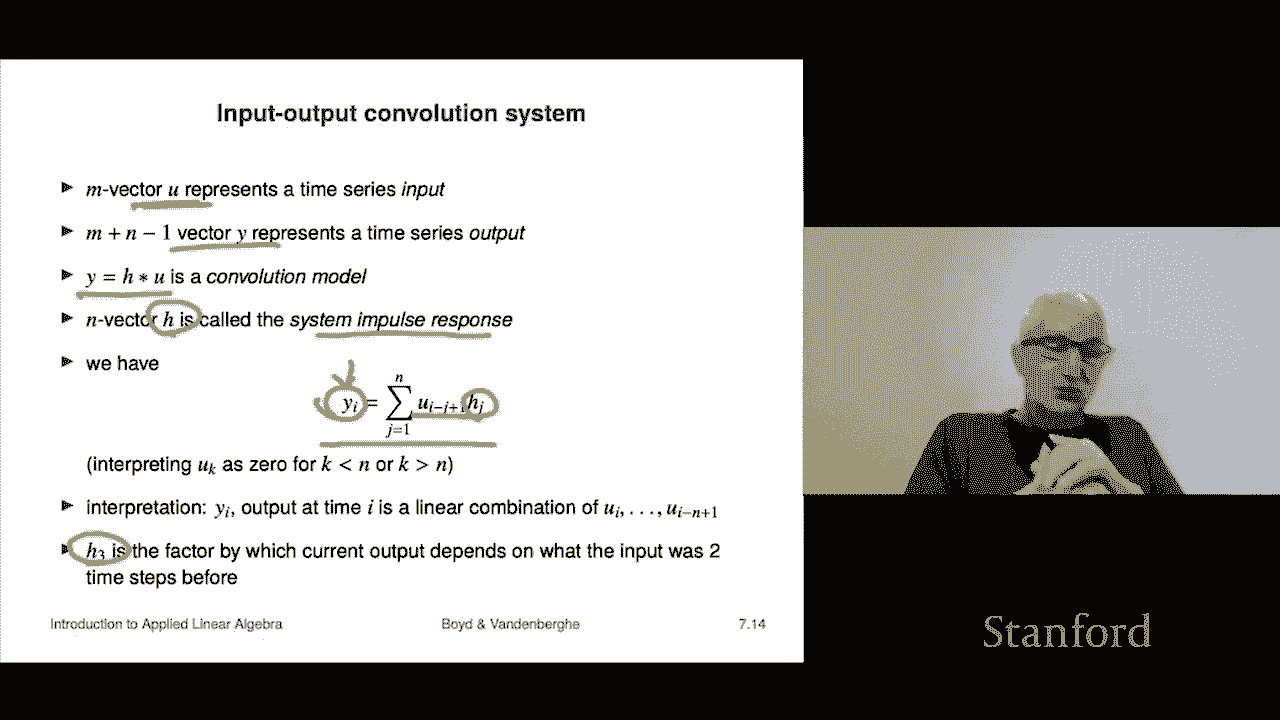 Input-output convolution system
▶ m-vector u represents a time series input
▶ m + n − 1 vector y represents a time series output
▶ y = h ∗ u is a convolution model
▶ n-vector h is called the system impulse response
▶ we have
y_i = ∑_{j=1}^{n} u_{i−j+1} h_j
(interpreting u_k as zero for k < n or k > n)
▶ interpretation: y_i, output at time i is a linear combination of u_i, . . . , u_{i−n+1}
▶ h_3 is the factor by which current output depends on what the input was 2
time steps before
Introduction to Applied Linear Algebra Boyd & Vandenberghe 7.14
Stanford